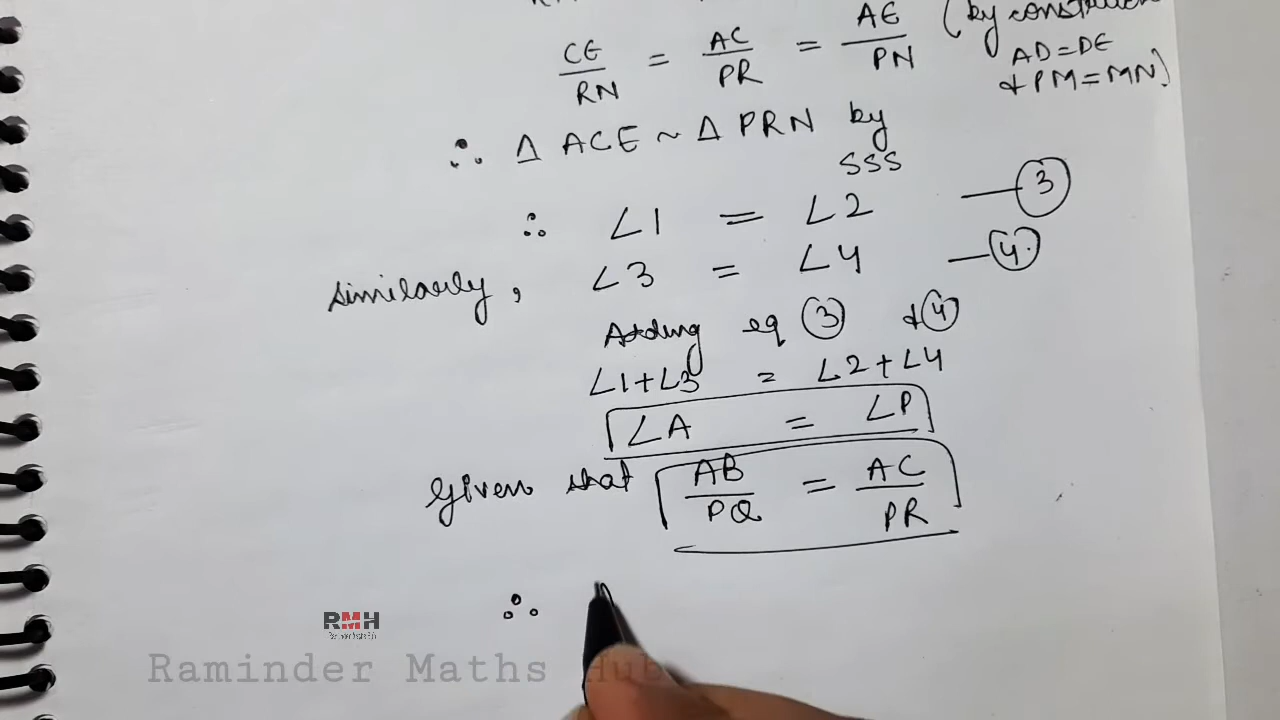 CE/RN = AC/PR = AE/PN (by construction
AD=DE
& PM=MN)
∴ Δ ACE ~ Δ PRN by
SSS
∴ ∠1 = ∠2 — 3
Similarly, ∠3 = ∠4 — 4.
Adding eq 3 & 4
∠1+∠3 = ∠2+∠4
∠A = ∠P
Given that AB/PQ = AC/PR
∴
RMH
Raminder Maths Hub